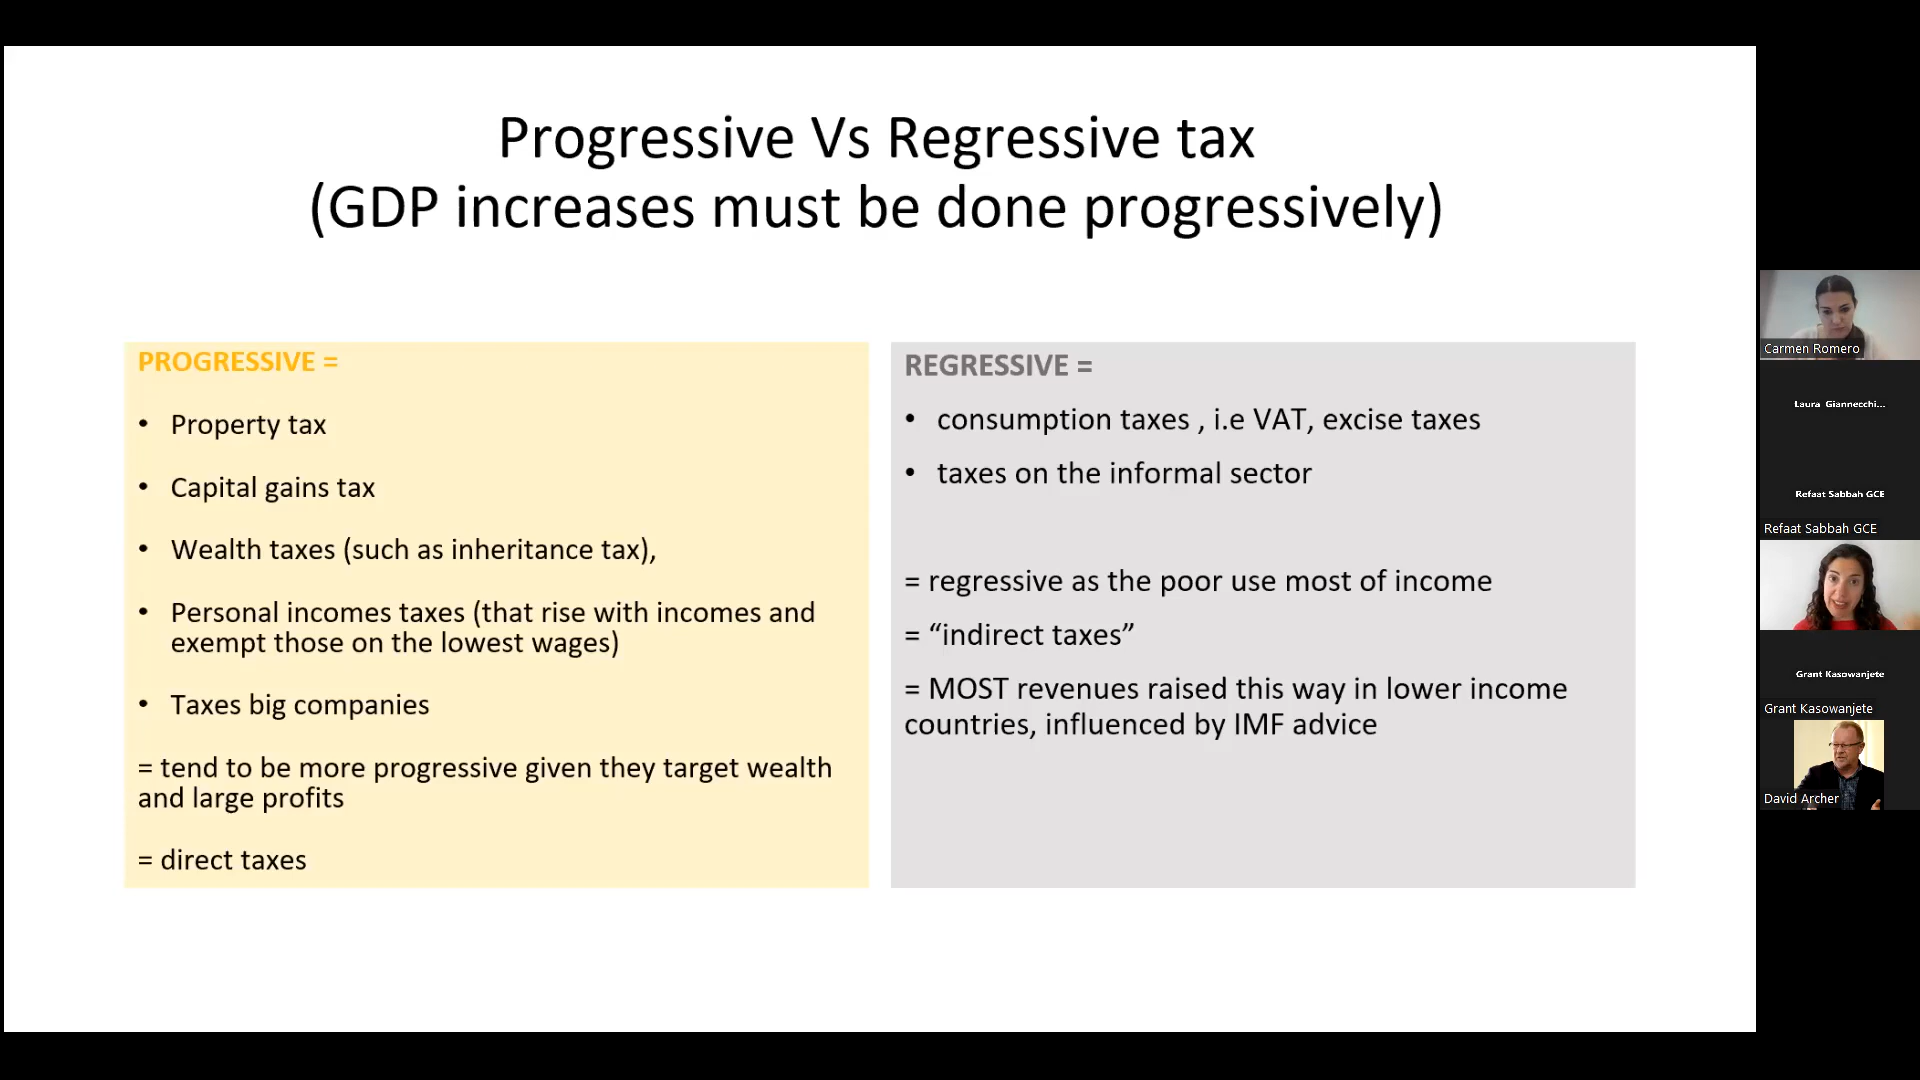 Progressive Vs Regressive tax
(GDP increases must be done progressively)
PROGRESSIVE =
• Property tax
• Capital gains tax
• Wealth taxes (such as inheritance tax),
• Personal incomes taxes (that rise with incomes and
exempt those on the lowest wages)
• Taxes big companies
= tend to be more progressive given they target wealth
and large profits
= direct taxes
REGRESSIVE =
• consumption taxes , i.e VAT, excise taxes
• taxes on the informal sector
= regressive as the poor use most of income
= “indirect taxes”
= MOST revenues raised this way in lower income
countries, influenced by IMF advice
Carmen Romero
Laura Giannecchi...
Refaat Sabbah GCE
Refaat Sabbah GCE
Grant Kasowanjete
Grant Kasowanjete
David Archer